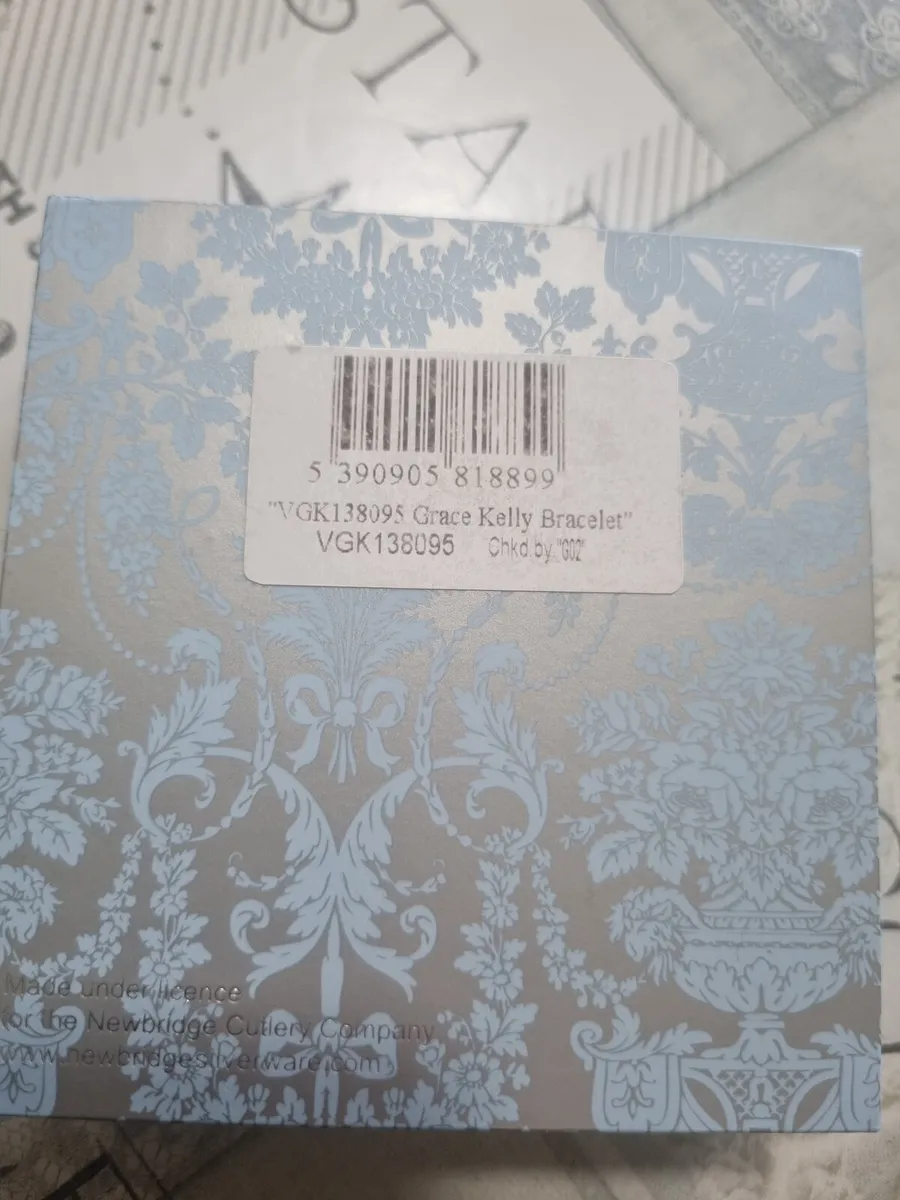 T
A
5 390905 818899
"VGK138095 Grace Kelly Bracelet"
VGK138095 Chkd by "G02"
Made under licence
for the Newbridge Cutlery Company
www.newbridgesilverware.com